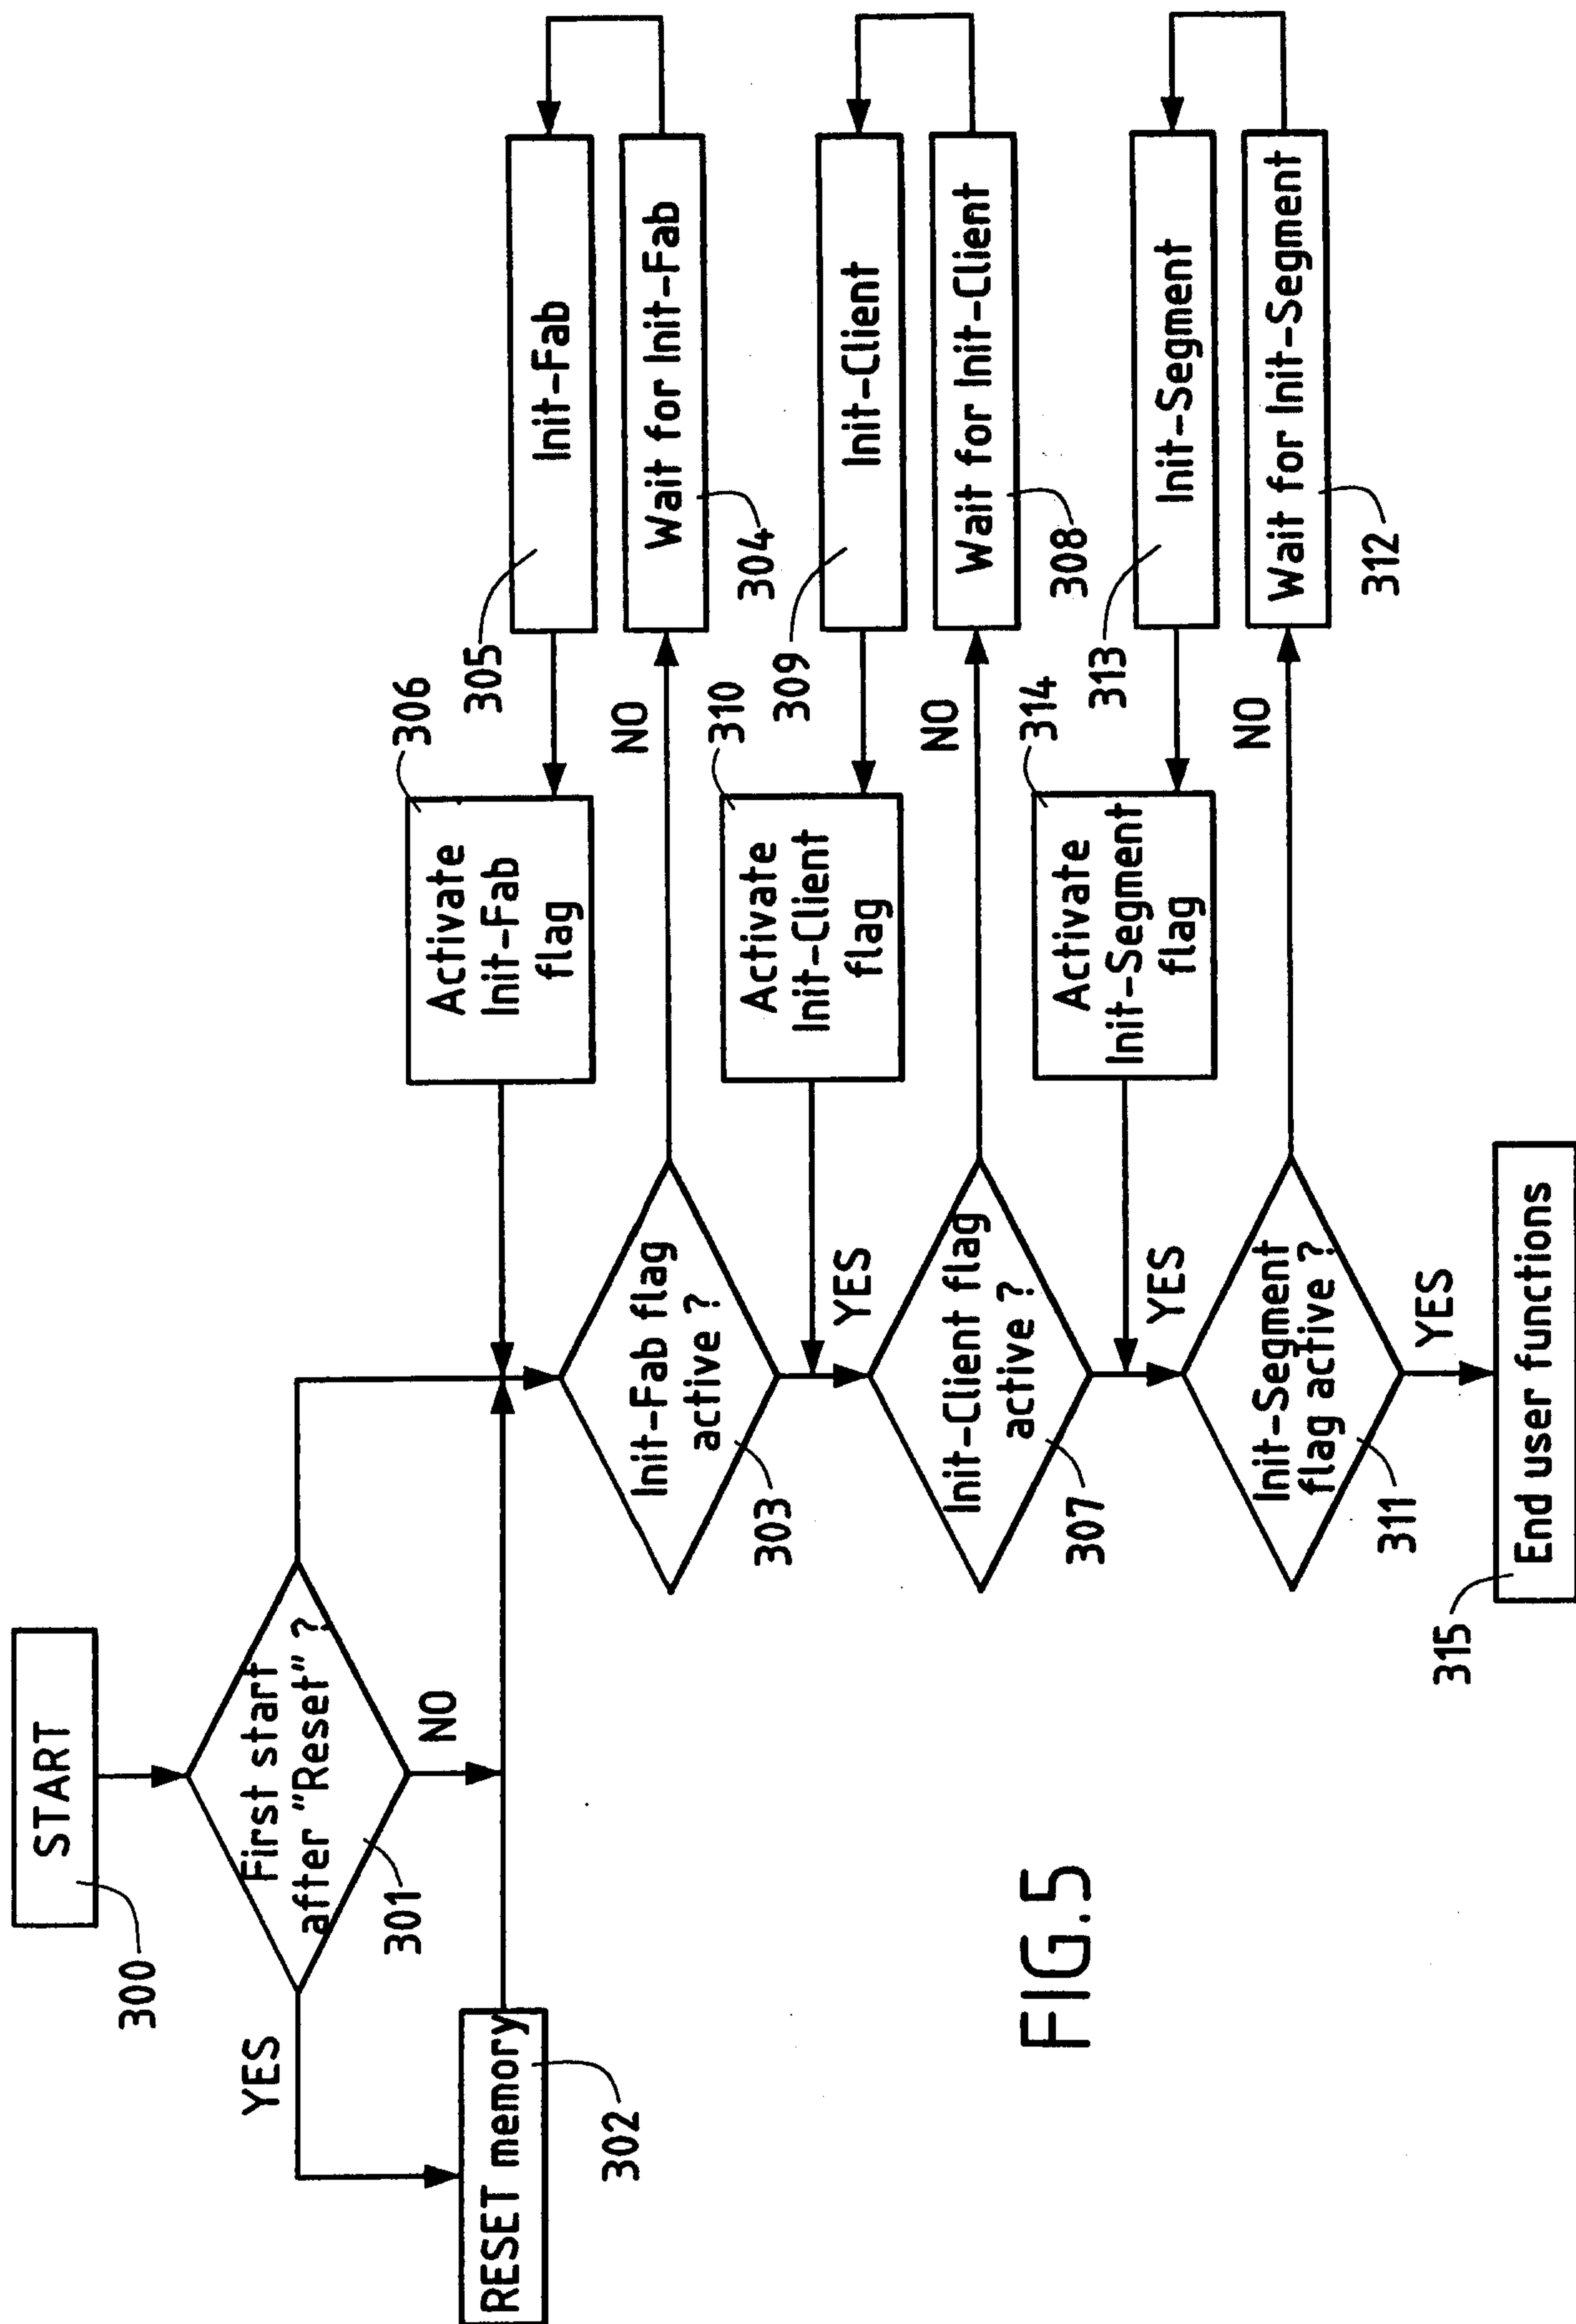 START
300
First start
after "Reset" ?
301
YES
NO
RESET memory
302
Init-Fab flag
active ?
303
NO
Wait for Init-Fab
304
Init-Fab
305
Activate
Init-Fab
flag
306
YES
Init-Client flag
active ?
307
NO
Wait for Init-Client
308
Init-Client
309
Activate
Init-Client
flag
310
YES
Init-Segment
flag active ?
311
NO
Wait for Init-Segment
312
Init-Segment
313
Activate
Init-Segment
flag
314
YES
End user functions
315
FIG.5